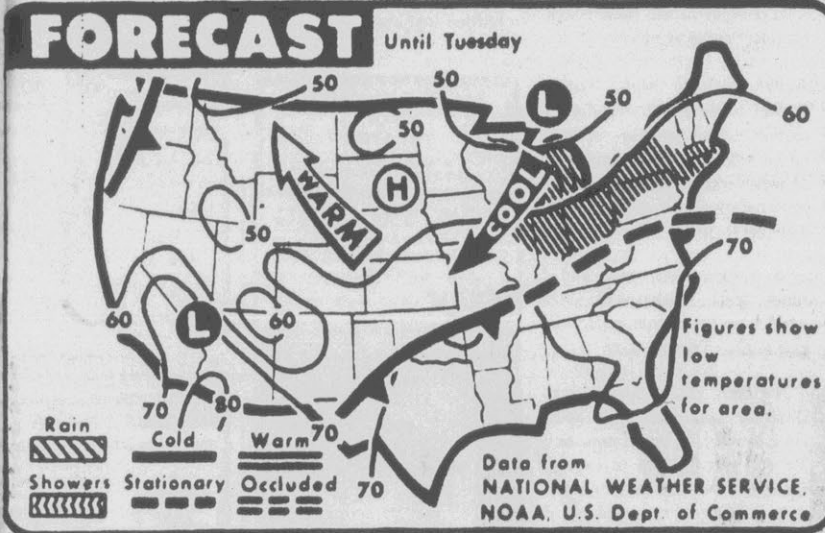 FORECAST Until Tuesday
50
50
L
50
50
60
WARM
H
COOL
50
70
60
L
60
Figures show
low
temperatures
for area.
70
80
70
70
Rain
Cold
Warm
Showers
Stationary
Occluded
Data from
NATIONAL WEATHER SERVICE,
NOAA, U.S. Dept. of Commerce